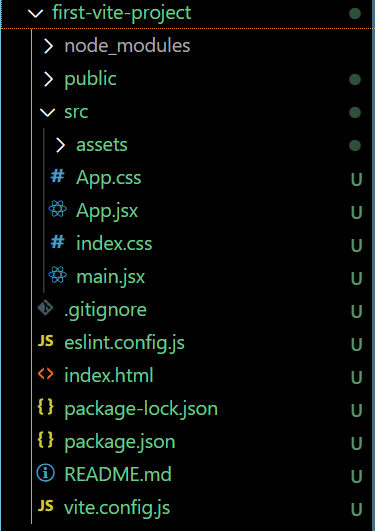 first-vite-project
node_modules
public
src
assets
# App.css U
App.jsx U
# index.css U
main.jsx U
.gitignore U
JS eslint.config.js U
<> index.html U
{} package-lock.json U
{} package.json U
README.md U
JS vite.config.js U